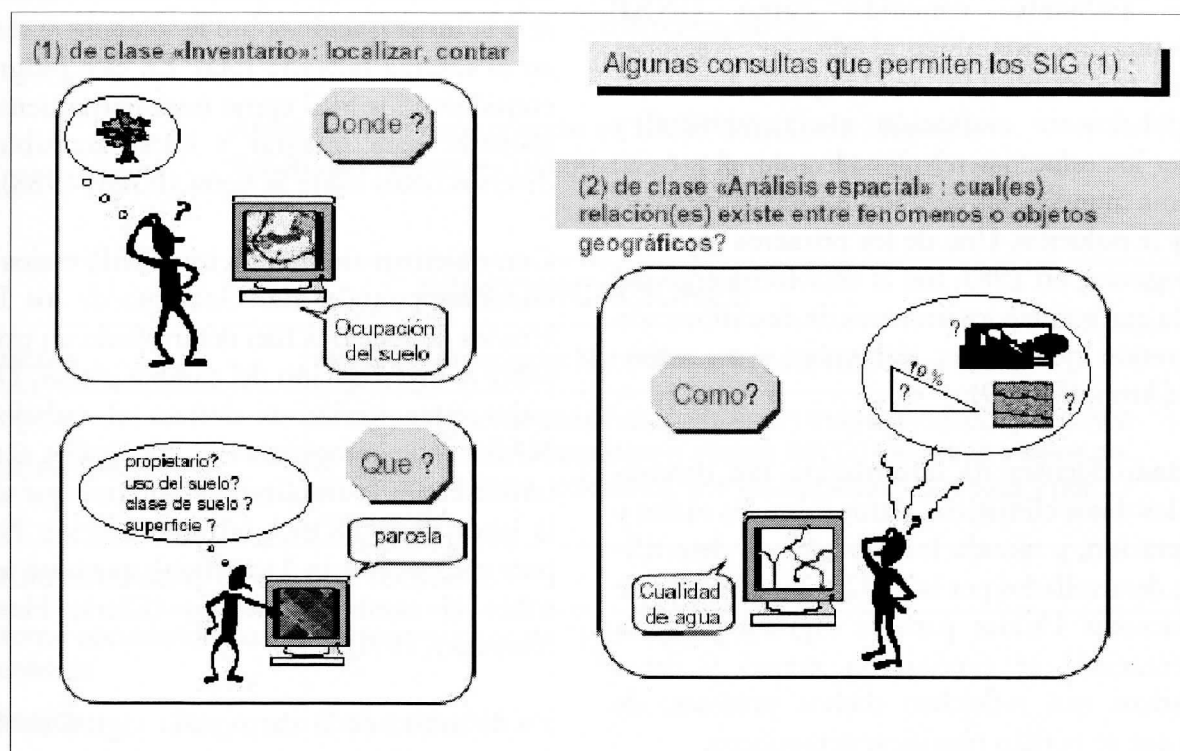 (1) de clase «Inventario»: localizar, contar
Donde ?
?
Ocupación
del suelo
propietario?
uso del suelo?
clase de suelo ?
superficie ?
Que ?
parcela
Algunas consultas que permiten los SIG (1) :
(2) de clase «Análisis espacial» : cual(es)
relación(es) existe entre fenómenos o objetos
geográficos?
Como?
?
10 %
?
?
Cualidad
de agua